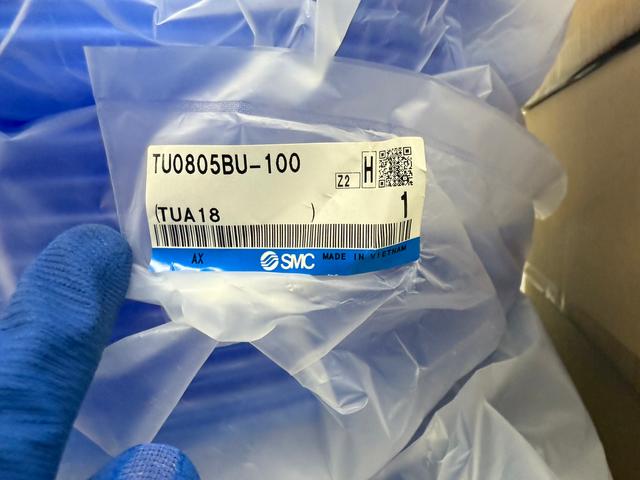 TU0805BU-100
Z2
H
(TUA18 )
1
AX
SMC
MADE IN VIETNAM